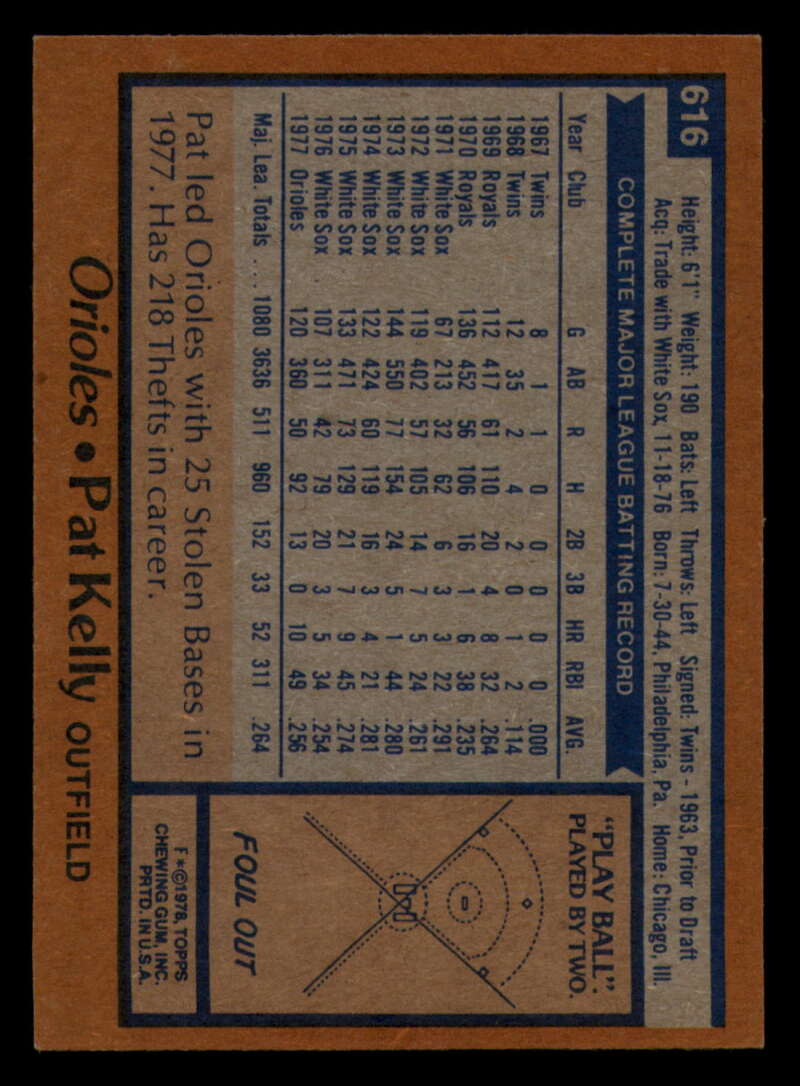 616
Height: 6'1" Weight: 190 Bats: Left Throws: Left Signed: Twins - 1963, Prior to Draft
Acq: Trade with White Sox, 11-18-76 Born: 7-30-44, Philadelphia, Pa. Home: Chicago, Ill.
COMPLETE MAJOR LEAGUE BATTING RECORD
Year Club G AB R H 2B 3B HR RBI AVG.
1967 Twins 8 1 1 0 0 0 0 0 .000
1968 Twins 12 35 2 4 2 0 1 2 .114
1969 Royals 112 417 61 110 20 4 8 32 .264
1970 Royals 136 452 56 106 16 1 6 38 .235
1971 White Sox 67 213 32 62 6 3 3 22 .291
1972 White Sox 119 402 57 105 14 7 5 24 .261
1973 White Sox 144 550 77 154 24 5 1 44 .280
1974 White Sox 122 424 60 119 16 3 4 21 .281
1975 White Sox 133 471 73 129 21 7 9 45 .274
1976 White Sox 107 311 42 79 20 3 5 34 .254
1977 Orioles 120 360 50 92 13 0 10 49 .256
Maj. Lea. Totals .... 1080 3636 511 960 152 33 52 311 .264
Pat led Orioles with 25 Stolen Bases in
1977. Has 218 Thefts in career.
"PLAY BALL":
PLAYED BY TWO.
FOUL OUT
F*©1978, TOPPS
CHEWING GUM, INC.
PRTD. IN U.S.A.
Orioles • Pat Kelly OUTFIELD